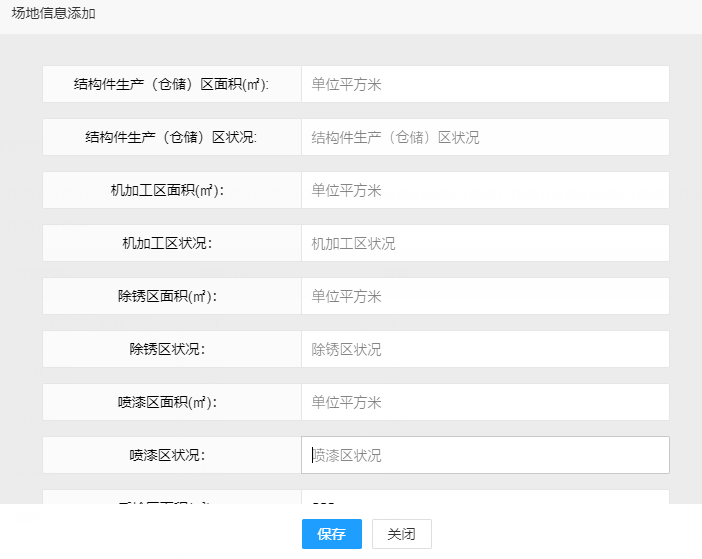 场地信息添加
结构件生产（仓储）区面积(㎡): 单位平方米
结构件生产（仓储）区状况: 结构件生产（仓储）区状况
机加工区面积(㎡)： 单位平方米
机加工区状况： 机加工区状况
除锈区面积(㎡)： 单位平方米
除锈区状况： 除锈区状况
喷漆区面积(㎡)： 单位平方米
喷漆区状况： 喷漆区状况
保存 关闭